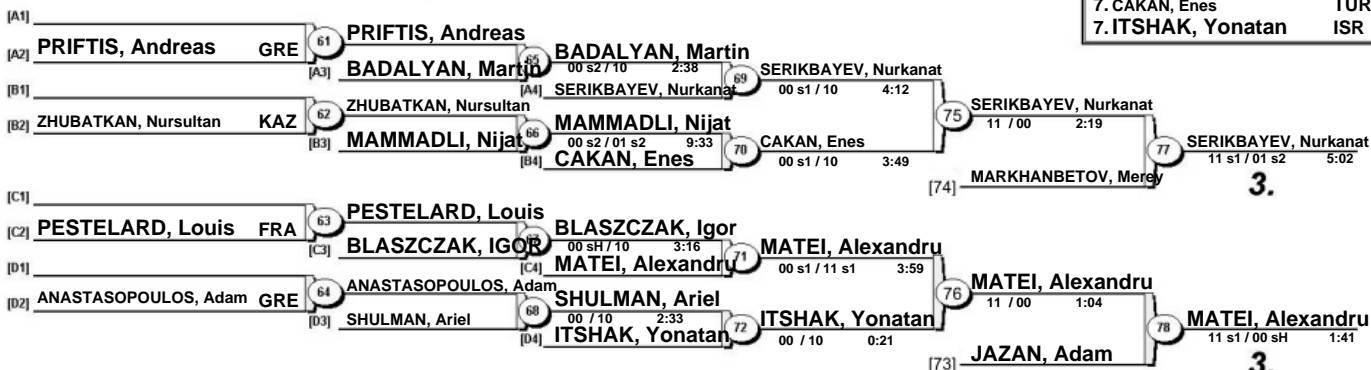 7. CAKAN, Enes TUR
7. ITSHAK, Yonatan ISR
[A1]
[A2] PRIFTIS, Andreas GRE
61
PRIFTIS, Andreas
[A3] BADALYAN, Martin
65
BADALYAN, Martin
00 s2 / 10 2:38
[A4] SERIKBAYEV, Nurkanat
69
SERIKBAYEV, Nurkanat
00 s1 / 10 4:12
[B1]
[B2] ZHUBATKAN, Nursultan KAZ
62
ZHUBATKAN, Nursultan
[B3] MAMMADLI, Nijat
66
MAMMADLI, Nijat
00 s2 / 01 s2 9:33
[B4] CAKAN, Enes
70
CAKAN, Enes
00 s1 / 10 3:49
75
SERIKBAYEV, Nurkanat
11 / 00 2:19
[74] MARKHANBETOV, Merey
77
SERIKBAYEV, Nurkanat
11 s1 / 01 s2 5:02
3.
[C1]
[C2] PESTELARD, Louis FRA
63
PESTELARD, Louis
[C3] BLASZCZAK, IGOR
BLASZCZAK, Igor
00 sH / 10 3:16
[C4] MATEI, Alexandru
71
MATEI, Alexandru
00 s1 / 11 s1 3:59
[D1]
[D2] ANASTASOPOULOS, Adam GRE
64
ANASTASOPOULOS, Adam
[D3] SHULMAN, Ariel
68
SHULMAN, Ariel
00 / 10 2:33
[D4] ITSHAK, Yonatan
72
ITSHAK, Yonatan
00 / 10 0:21
76
MATEI, Alexandru
11 / 00 1:04
[73] JAZAN, Adam
78
MATEI, Alexandru
11 s1 / 00 sH 1:41
3.